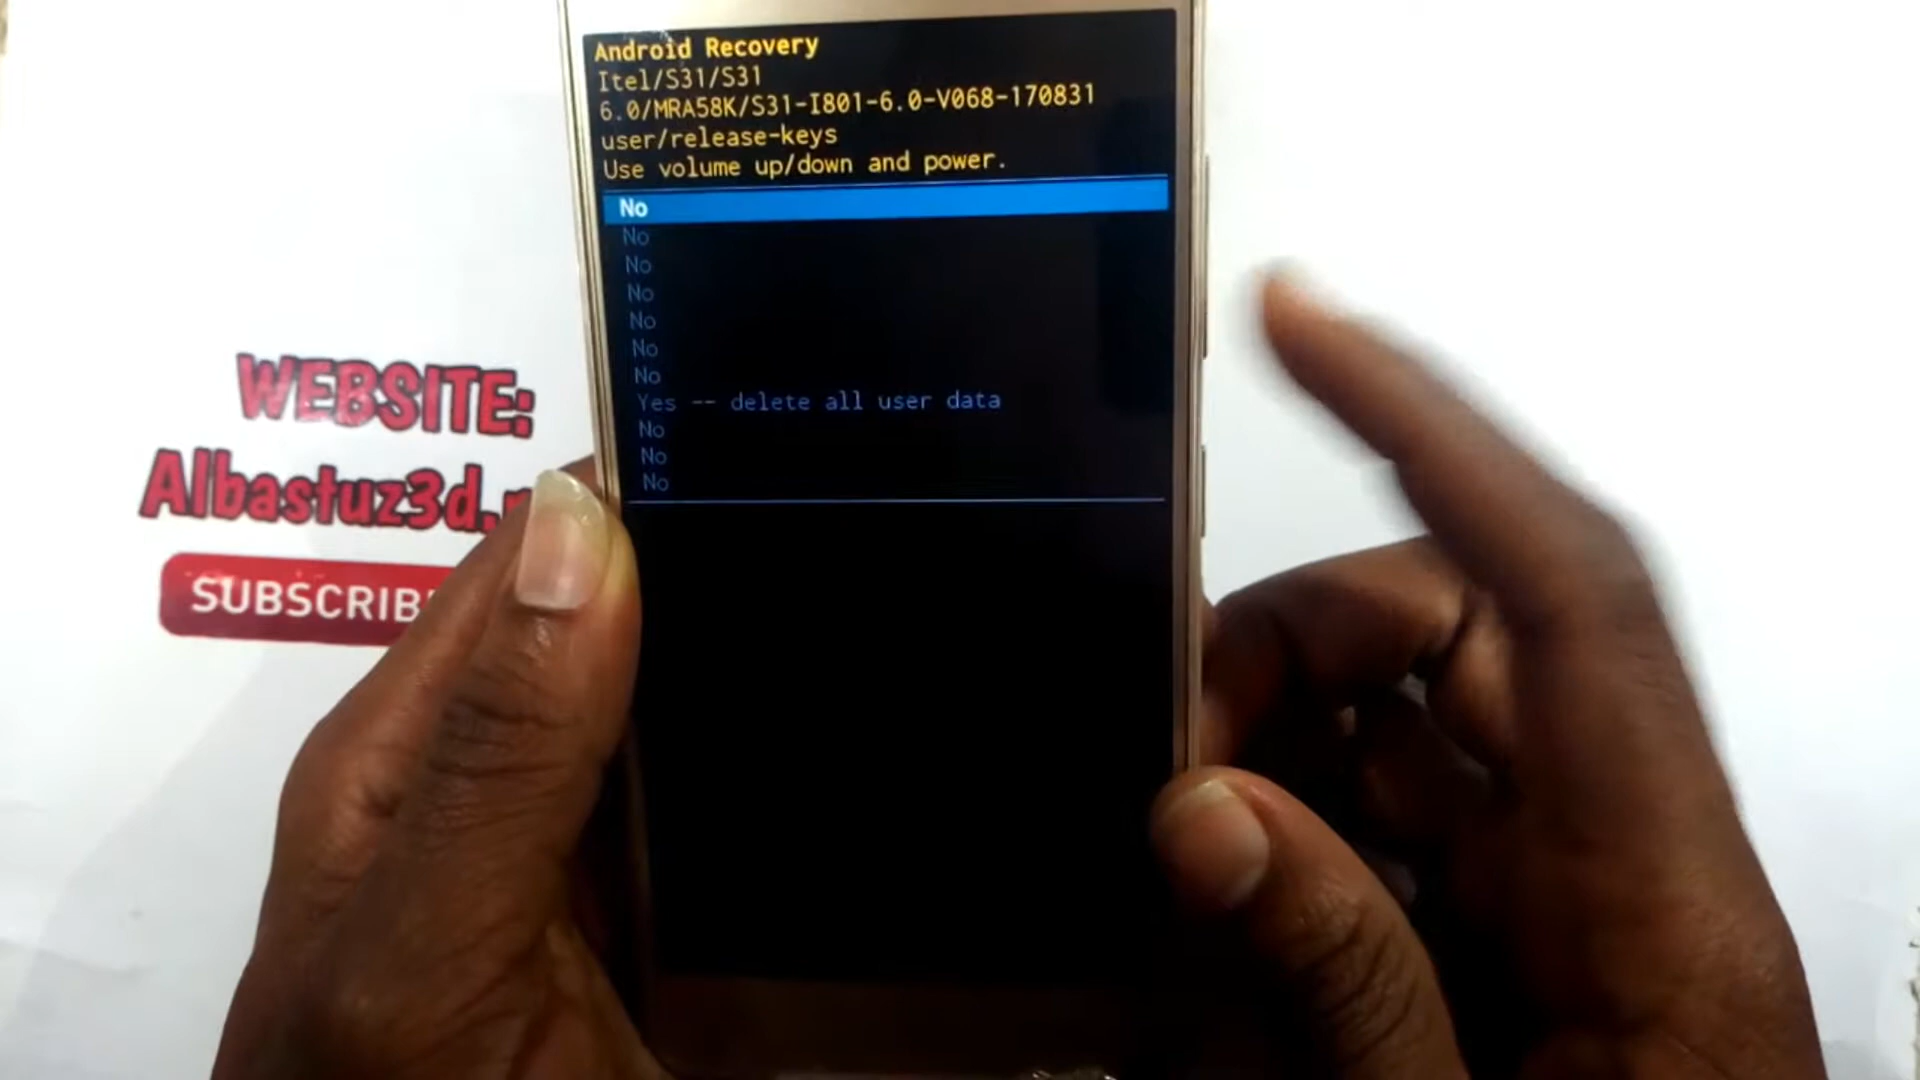 Android Recovery
Itel/S31/S31
6.0/MRA58K/S31-I801-6.0-V068-170831
user/release-keys
Use volume up/down and power.
No
No
No
No
No
No
No
Yes -- delete all user data
No
No
No
WEBSITE:
Albastuz3d.
SUBSCRIB